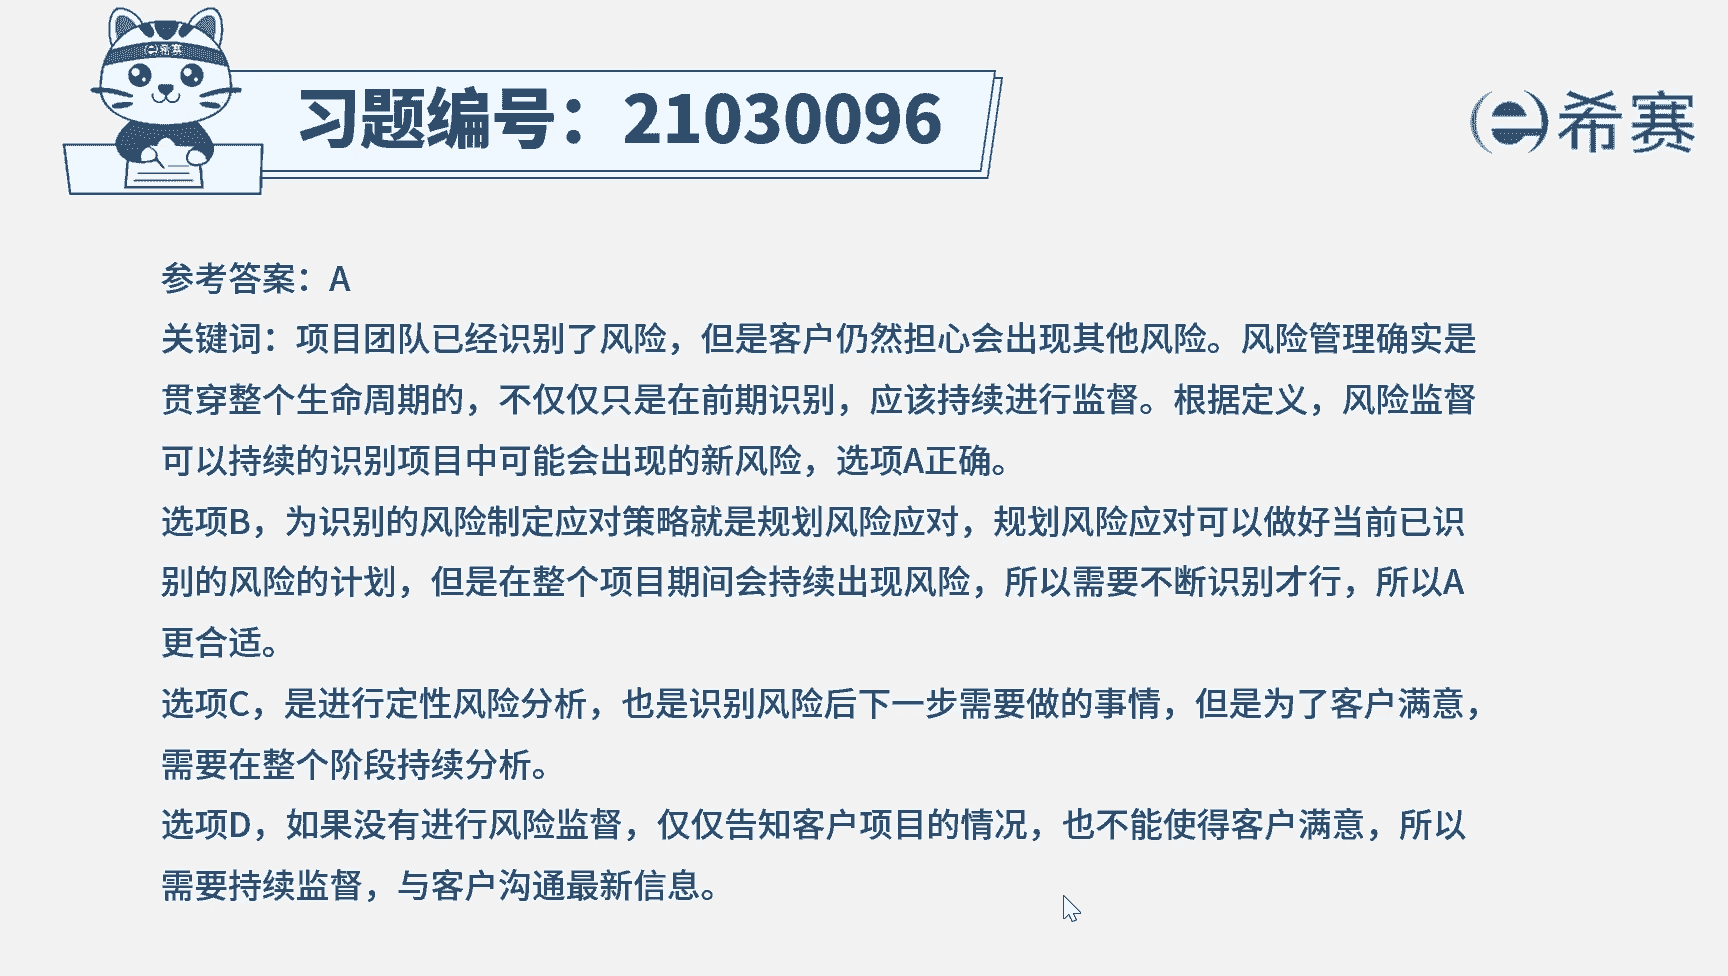 希赛
习题编号：21030096
希赛
参考答案：A
关键词：项目团队已经识别了风险，但是客户仍然担心会出现其他风险。风险管理确实是
贯穿整个生命周期的，不仅仅只是在前期识别，应该持续进行监督。根据定义，风险监督
可以持续的识别项目中可能会出现的新风险，选项A正确。
选项B，为识别的风险制定应对策略就是规划风险应对，规划风险应对可以做好当前已识
别的风险的计划，但是在整个项目期间会持续出现风险，所以需要不断识别才行，所以A
更合适。
选项C，是进行定性风险分析，也是识别风险后下一步需要做的事情，但是为了客户满意，
需要在整个阶段持续分析。
选项D，如果没有进行风险监督，仅仅告知客户项目的情况，也不能使得客户满意，所以
需要持续监督，与客户沟通最新信息。